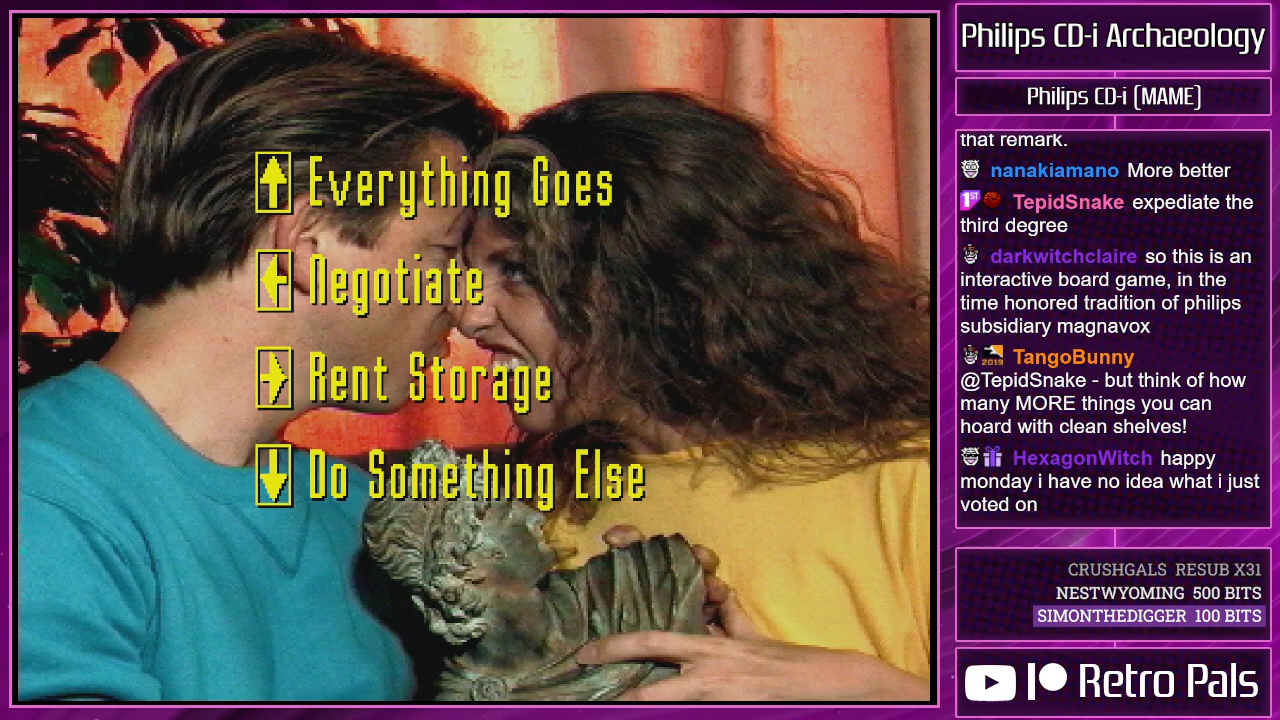 Everything Goes
Negotiate
Rent Storage
Do Something Else
Philips CD-i Archaeology
Philips CD-i [MAME]
that remark.
nanakiamano More better
1ST TepidSnake expediate the
third degree
darkwitchclaire so this is an
interactive board game, in the
time honored tradition of philips
subsidiary magnavox
2019 TangoBunny
@TepidSnake - but think of how
many MORE things you can
hoard with clean shelves!
HexagonWitch happy
monday i have no idea what i just
voted on
CRUSHGALS RESUB X31
NESTWYOMING 500 BITS
SIMONTHEDIGGER 100 BITS
Retro Pals